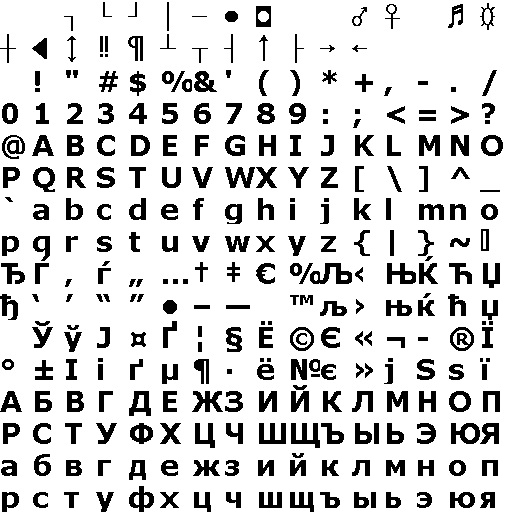 ┐ └ ┘ │ ─ ● ◘ ♂ ♀ ♬ ☼
┼ ◄ ↕ ‼ ¶ ┴ ┬ ┤ ↑ ├ → ←
! " # $ % & ' ( ) * + , - . /
0 1 2 3 4 5 6 7 8 9 : ; < = > ?
@ A B C D E F G H I J K L M N O
P Q R S T U V W X Y Z [ \ ] ^ _
` a b c d e f g h i j k l m n o
p q r s t u v w x y z { | } ~ ▯
Ђ Ѓ ‚ ѓ „ … † ‡ € % Љ ‹ Њ Ќ Ћ Џ
ђ ‘ ’ “ ” ● – — ™ љ › њ ќ ћ џ
Ў ў Ј ¤ Ґ ¦ § Ё © Є « ¬ - ® Ї
° ± І і ґ µ ¶ · ё № є » ј Ѕ ѕ ї
А Б В Г Д Е Ж З И Й К Л М Н О П
Р С Т У Ф Х Ц Ч Ш Щ Ъ Ы Ь Э Ю Я
а б в г д е ж з и й к л м н о п
р с т у ф х ц ч ш щ ъ ы ь э ю я